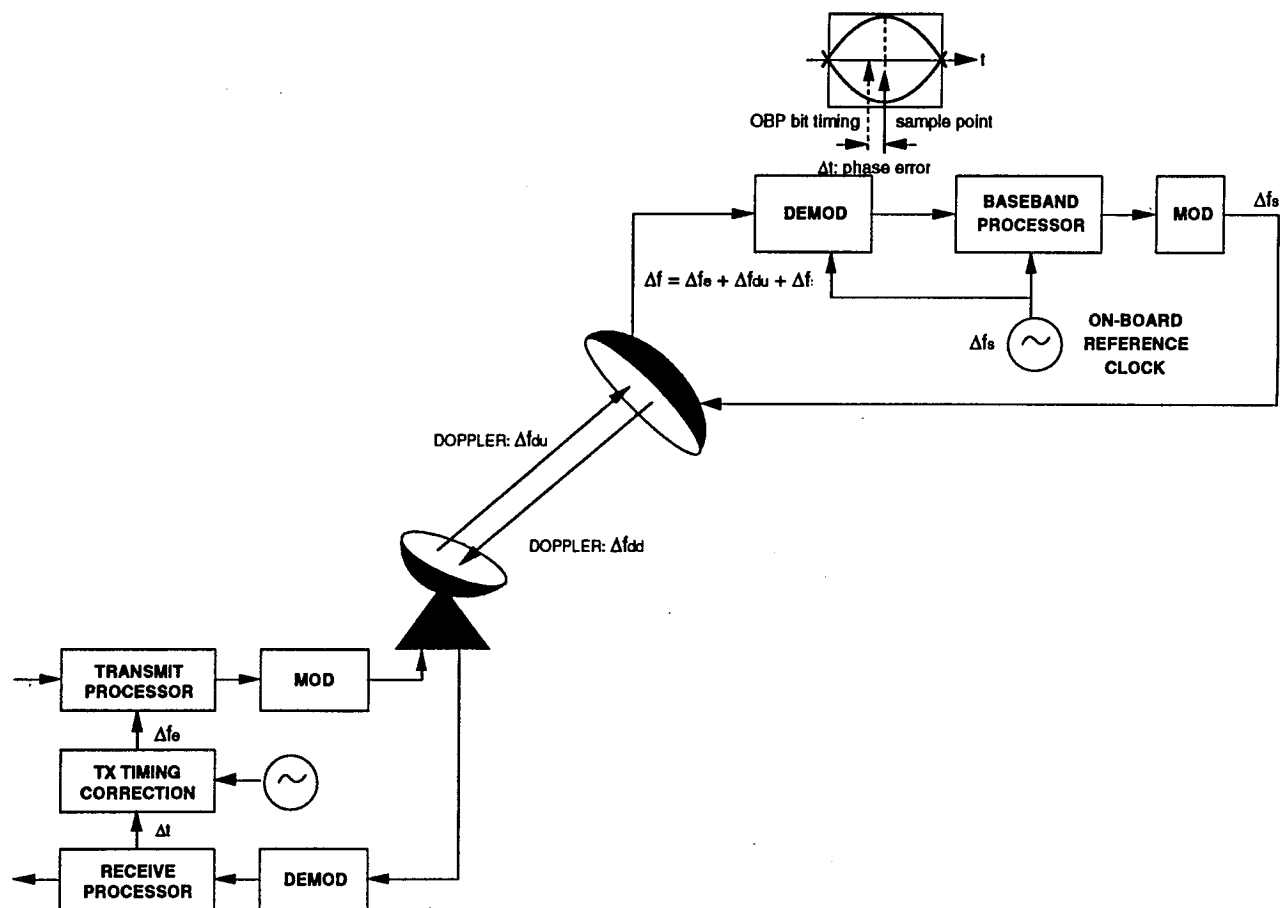 t
OBP bit timing
sample point
Δt: phase error
DEMOD
BASEBAND
PROCESSOR
MOD
Δfs
Δf = Δfe + Δfdu + Δf
Δfs
ON-BOARD
REFERENCE
CLOCK
DOPPLER: Δfdu
DOPPLER: Δfdd
TRANSMIT
PROCESSOR
MOD
Δfe
TX TIMING
CORRECTION
Δt
RECEIVE
PROCESSOR
DEMOD